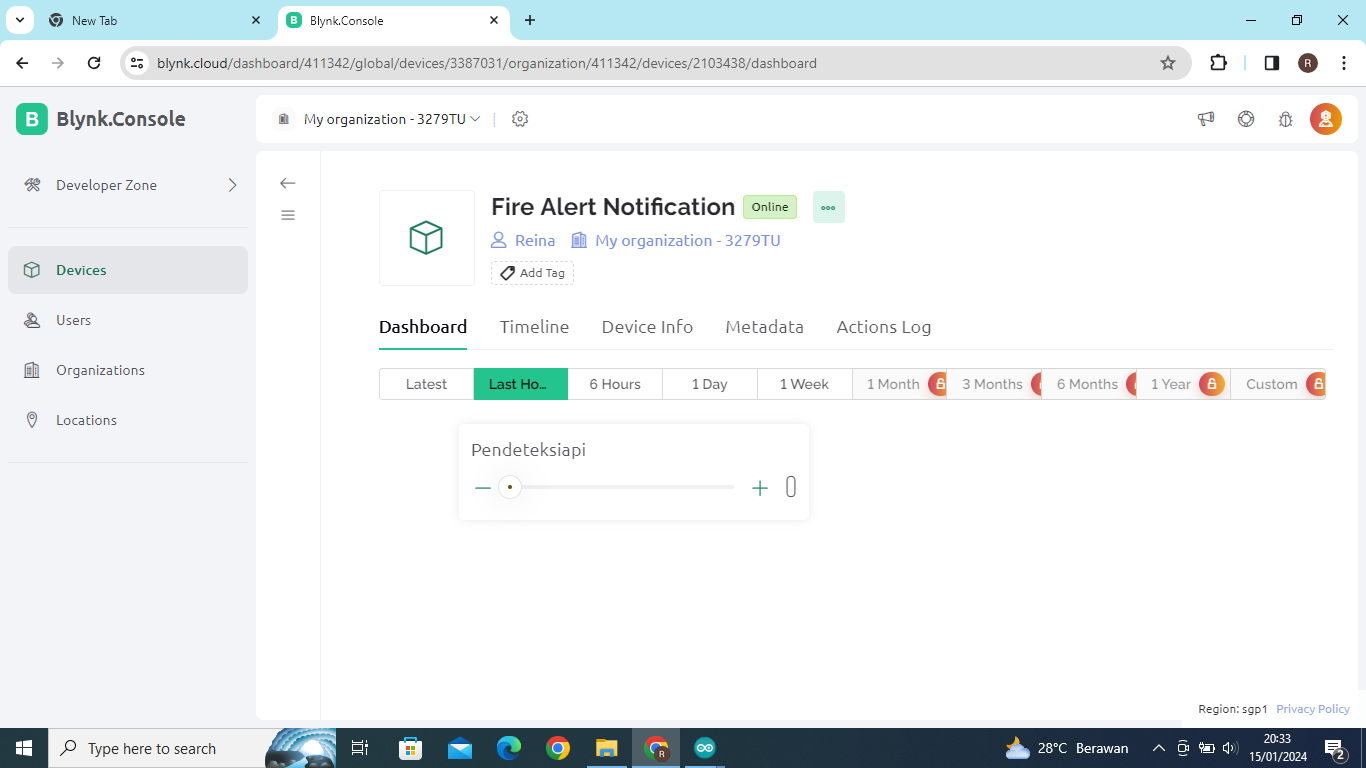 New Tab
B Blynk.Console
blynk.cloud/dashboard/411342/global/devices/3387031/organization/411342/devices/2103438/dashboard
R
B Blynk.Console
My organization - 3279TU
Developer Zone
Devices
Users
Organizations
Locations
Fire Alert Notification
Online
Reina
My organization - 3279TU
Add Tag
Dashboard Timeline Device Info Metadata Actions Log
Latest Last Ho... 6 Hours 1 Day 1 Week 1 Month 3 Months 6 Months 1 Year Custom
Pendeteksiapi
Region: sgp1 Privacy Policy
Type here to search
R
28°C Berawan
20:33
15/01/2024
2